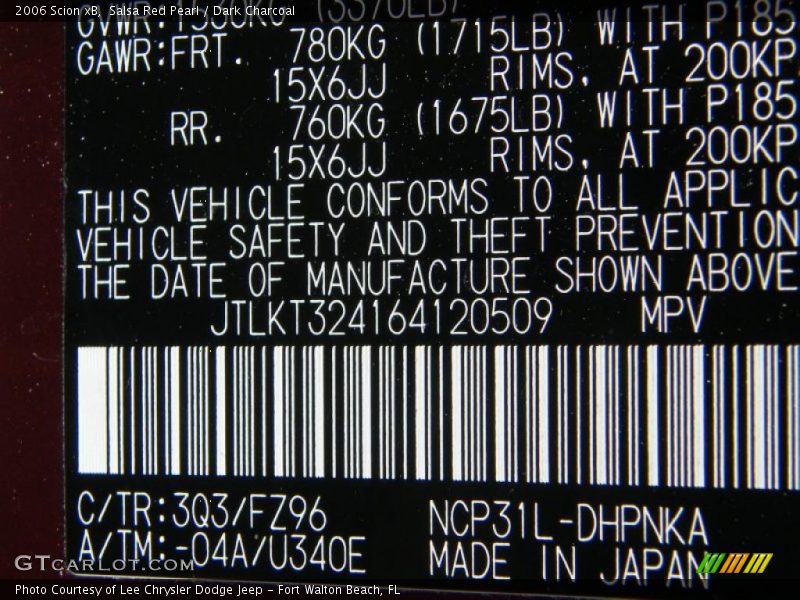 2006 Scion xB, Salsa Red Pearl / Dark Charcoal
GVWR:1530KG (3370LB)
GAWR:FRT. 780KG (1715LB) WITH P185
15X6JJ RIMS, AT 200KP
RR. 760KG (1675LB) WITH P185
15X6JJ RIMS, AT 200KP
THIS VEHICLE CONFORMS TO ALL APPLIC
VEHICLE SAFETY AND THEFT PREVENTION
THE DATE OF MANUFACTURE SHOWN ABOVE
JTLKT324164120509 MPV
C/TR:3Q3/FZ96 NCP31L-DHPNKA
A/TM:-04A/U340E MADE IN JAPAN
GTCARLOT.COM
Photo Courtesy of Lee Chrysler Dodge Jeep - Fort Walton Beach, FL